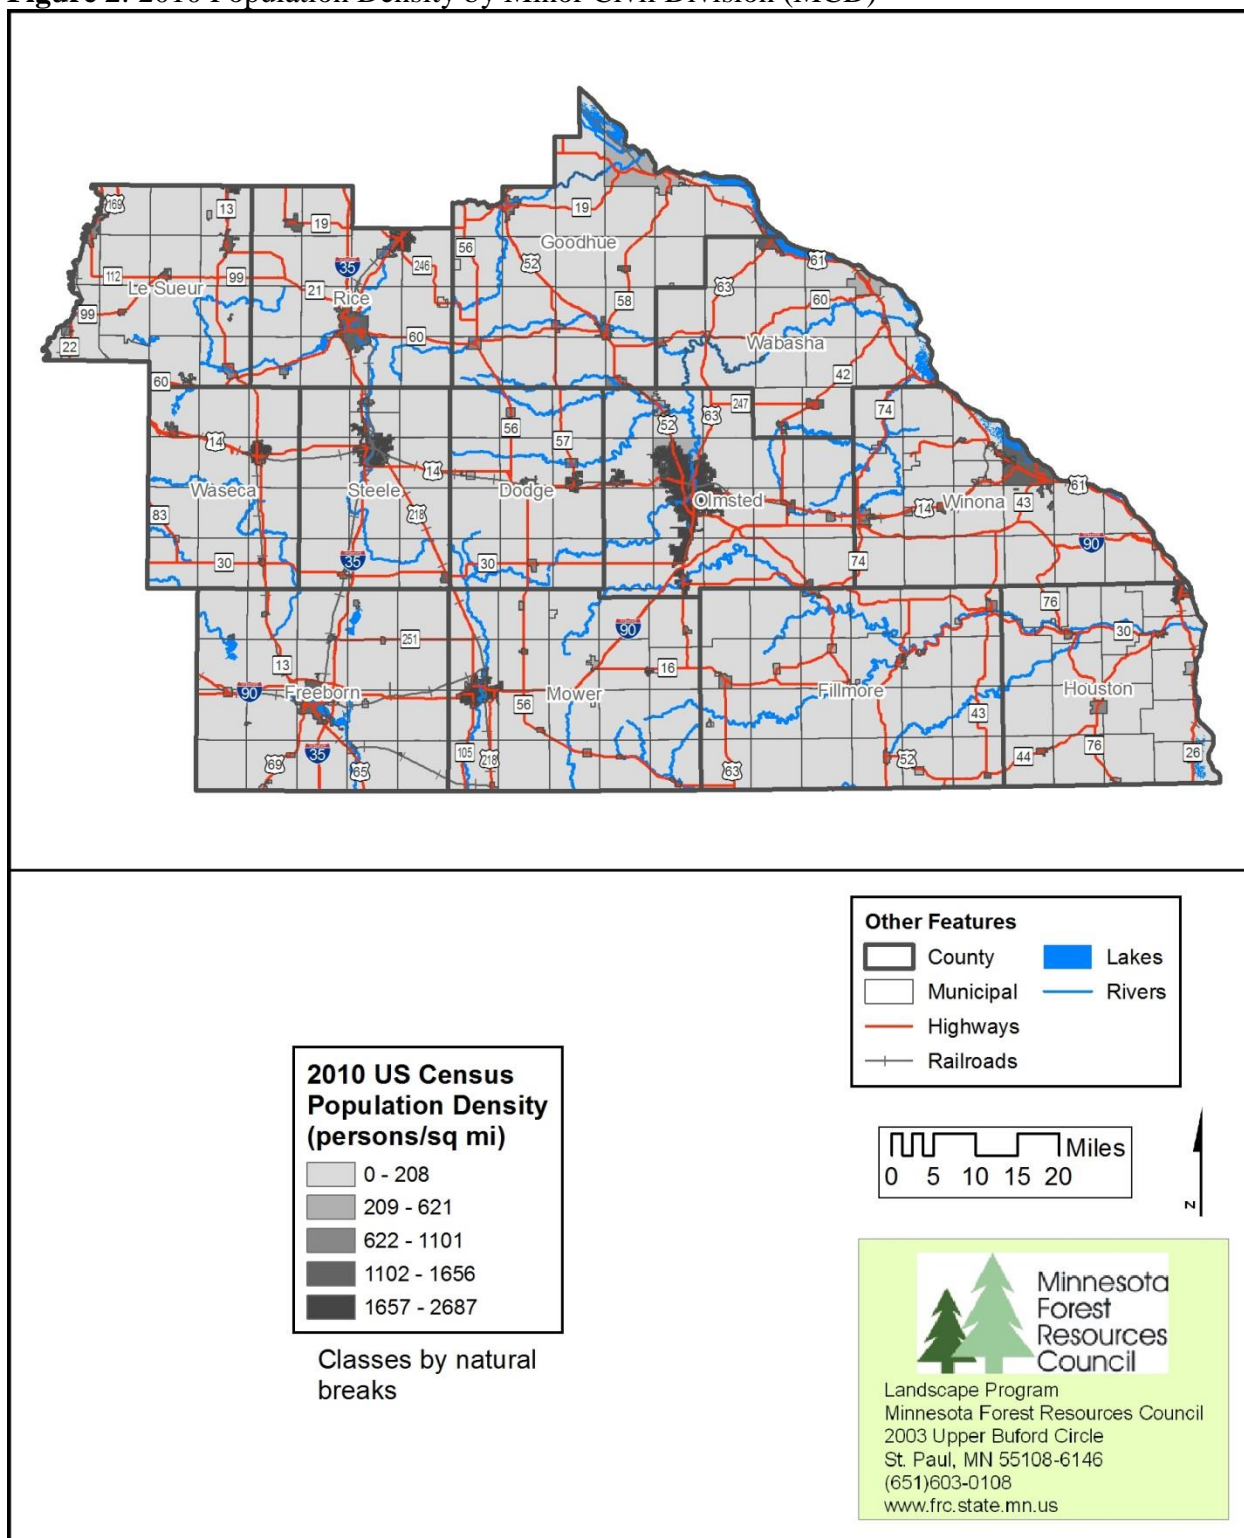 Figure 2: 2010 Population Density by Minor Civil Division (MCD)
169
13
19
19
56
Goodhue
35
246
52
61
112
99
Le Sueur
21
Rice
63
60
58
99
60
Wabasha
22
60
42
247
74
52
63
14
56
57
14
Waseca
Steele
Dodge
Olmsted
61
43
14
Winona
83
218
90
30
35
30
74
76
90
30
251
13
16
90
Freeborn
Mower
Fillmore
Houston
56
43
35
105
218
69
65
63
52
44
76
26
Other Features
County
Lakes
Municipal
Rivers
Highways
Railroads
2010 US Census
Population Density
(persons/sq mi)
0 - 208
209 - 621
622 - 1101
1102 - 1656
1657 - 2687
Classes by natural
breaks
Miles
0 5 10 15 20
N
Minnesota
Forest
Resources
Council
Landscape Program
Minnesota Forest Resources Council
2003 Upper Buford Circle
St. Paul, MN 55108-6146
(651)603-0108
www.frc.state.mn.us